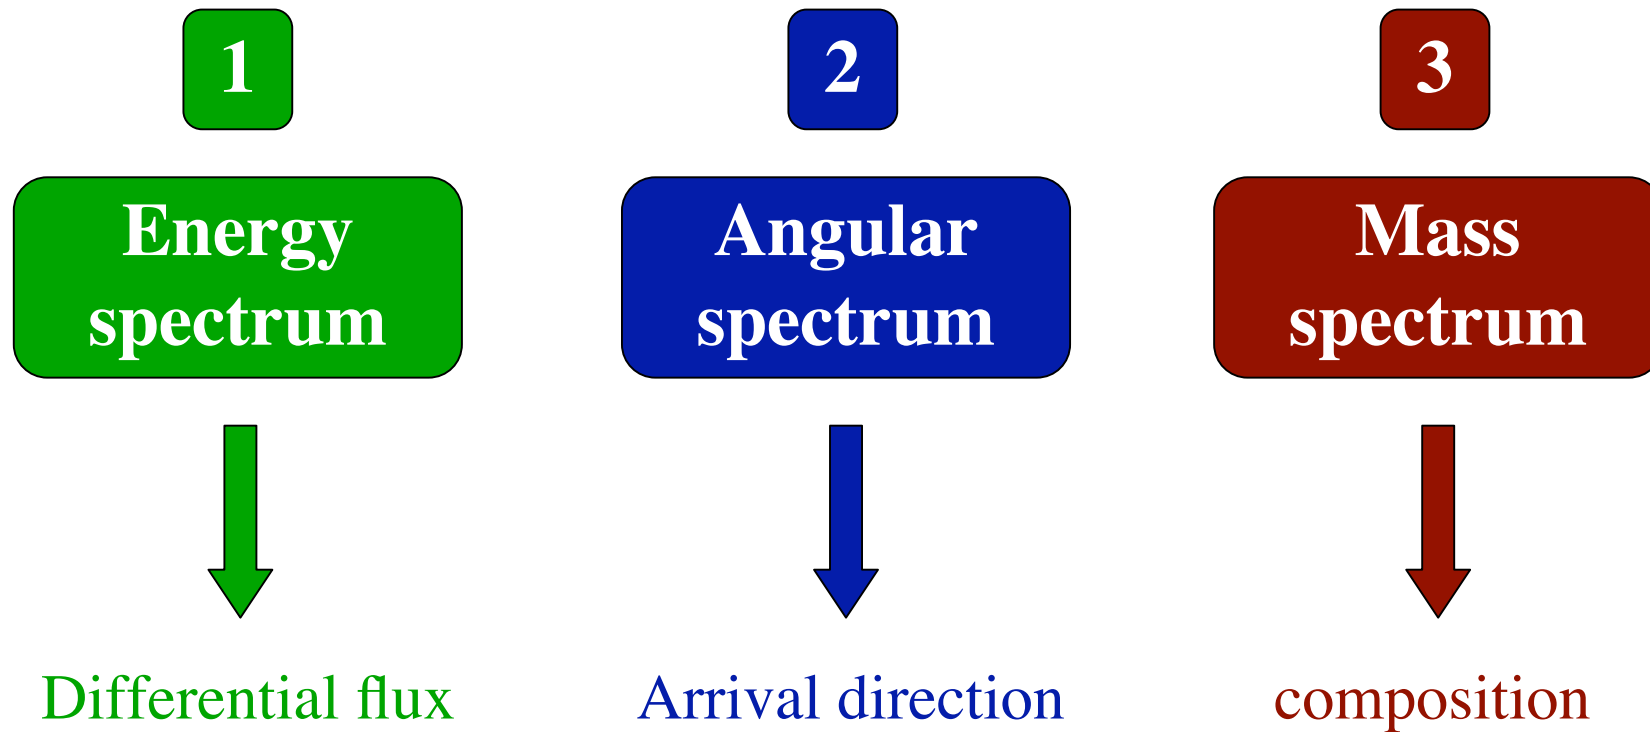 1
Energy
spectrum
Differential flux
2
Angular
spectrum
Arrival direction
3
Mass
spectrum
composition